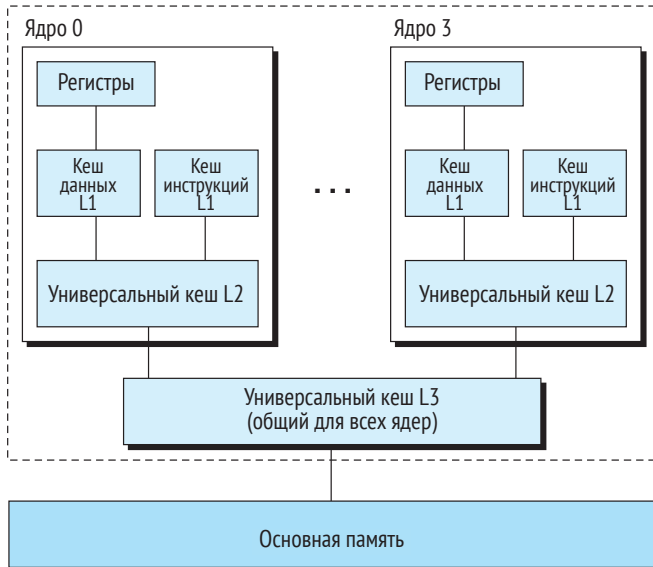 Ядро 0
Ядро 3
Регистры
Регистры
Кеш
данных
L1
Кеш
инструкций
L1
...
Кеш
данных
L1
Кеш
инструкций
L1
Универсальный кеш L2
Универсальный кеш L2
Универсальный кеш L3
(общий для всех ядер)
Основная память